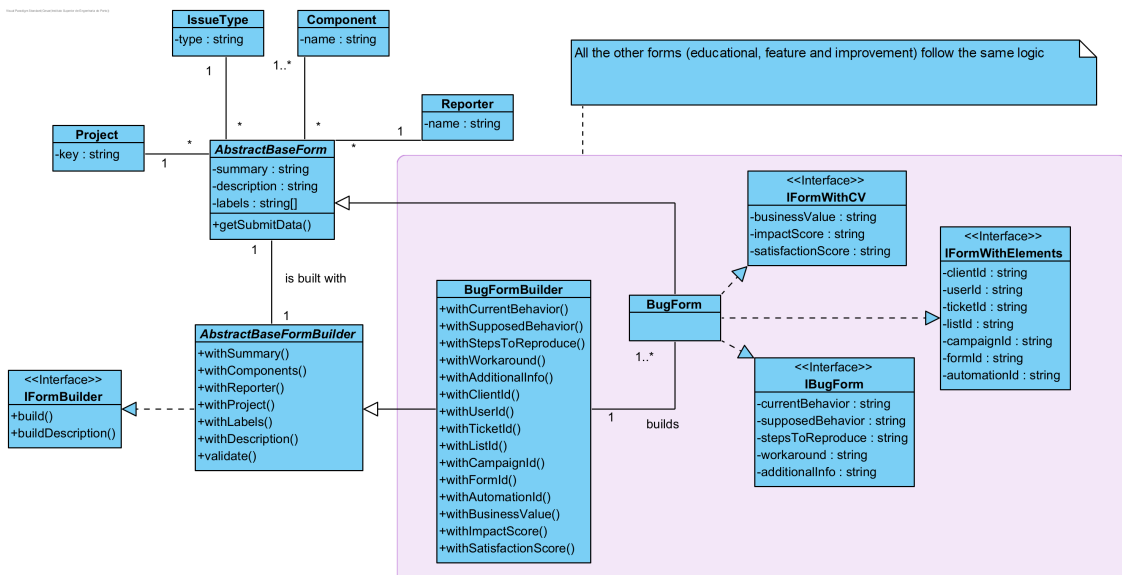 IssueType
-type : string
Component
-name : string
1
1..*
*
*
All the other forms (educational, feature and improvement) follow the same logic
Reporter
-name : string
1
*
Project
-key : string
1
*
AbstractBaseForm
-summary : string
-description : string
-labels : string[]
+getSubmitData()
1
is built with
1
AbstractBaseFormBuilder
+withSummary()
+withComponents()
+withReporter()
+withProject()
+withLabels()
+withDescription()
+validate()
<<Interface>>
IFormBuilder
+build()
+buildDescription()
BugFormBuilder
+withCurrentBehavior()
+withSupposedBehavior()
+withStepsToReproduce()
+withWorkaround()
+withAdditionalInfo()
+withClientId()
+withUserId()
+withTicketId()
+withListId()
+withCampaignId()
+withFormId()
+withAutomationId()
+withBusinessValue()
+withImpactScore()
+withSatisfactionScore()
1
builds
1..*
BugForm
<<Interface>>
IFormWithCV
-businessValue : string
-impactScore : string
-satisfactionScore : string
<<Interface>>
IFormWithElements
-clientId : string
-userId : string
-ticketId : string
-listId : string
-campaignId : string
-formId : string
-automationId : string
<<Interface>>
IBugForm
-currentBehavior : string
-supposedBehavior : string
-stepsToReproduce : string
-workaround : string
-additionalInfo : string